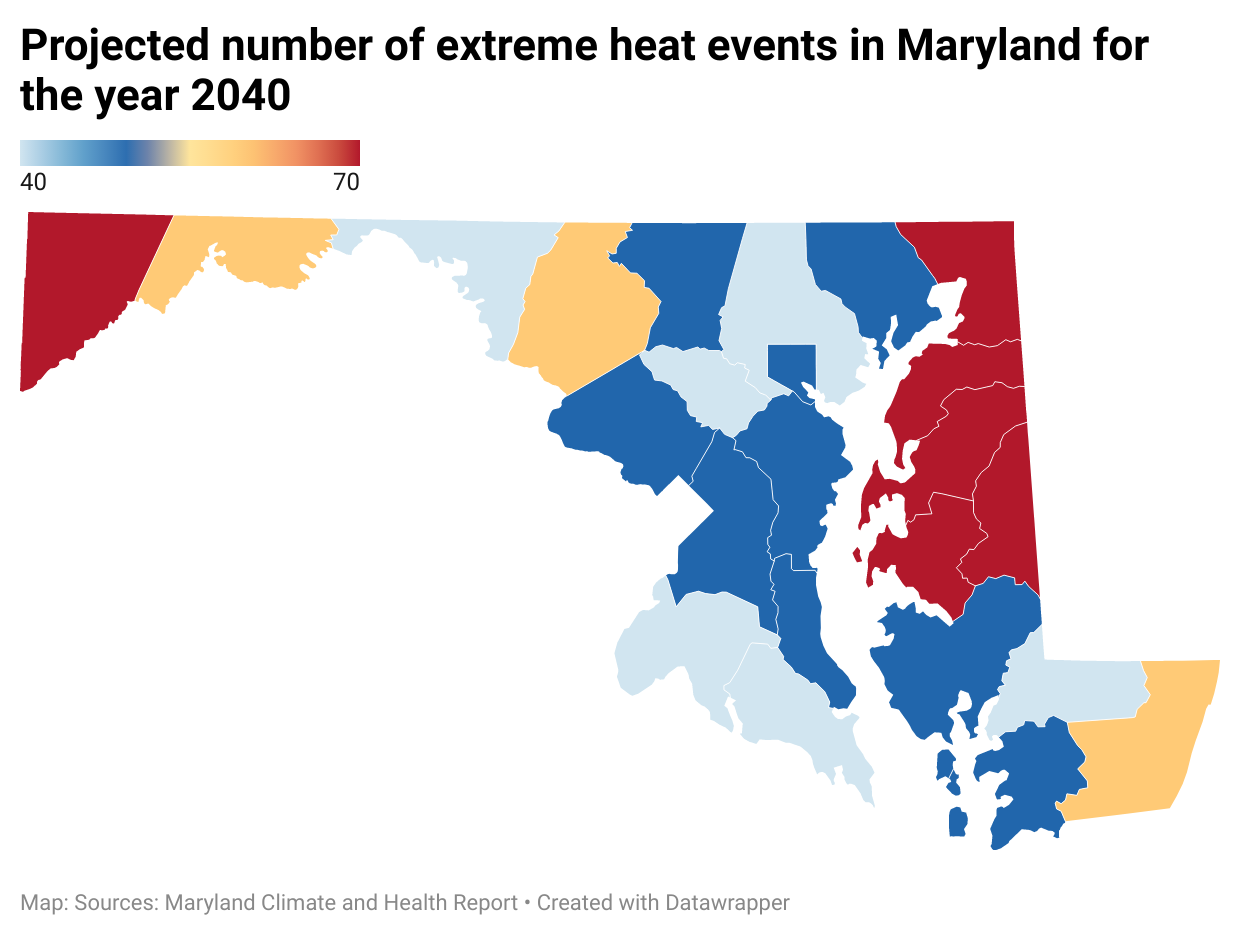 Projected number of extreme heat events in Maryland for
the year 2040
40 70
Map: Sources: Maryland Climate and Health Report • Created with Datawrapper